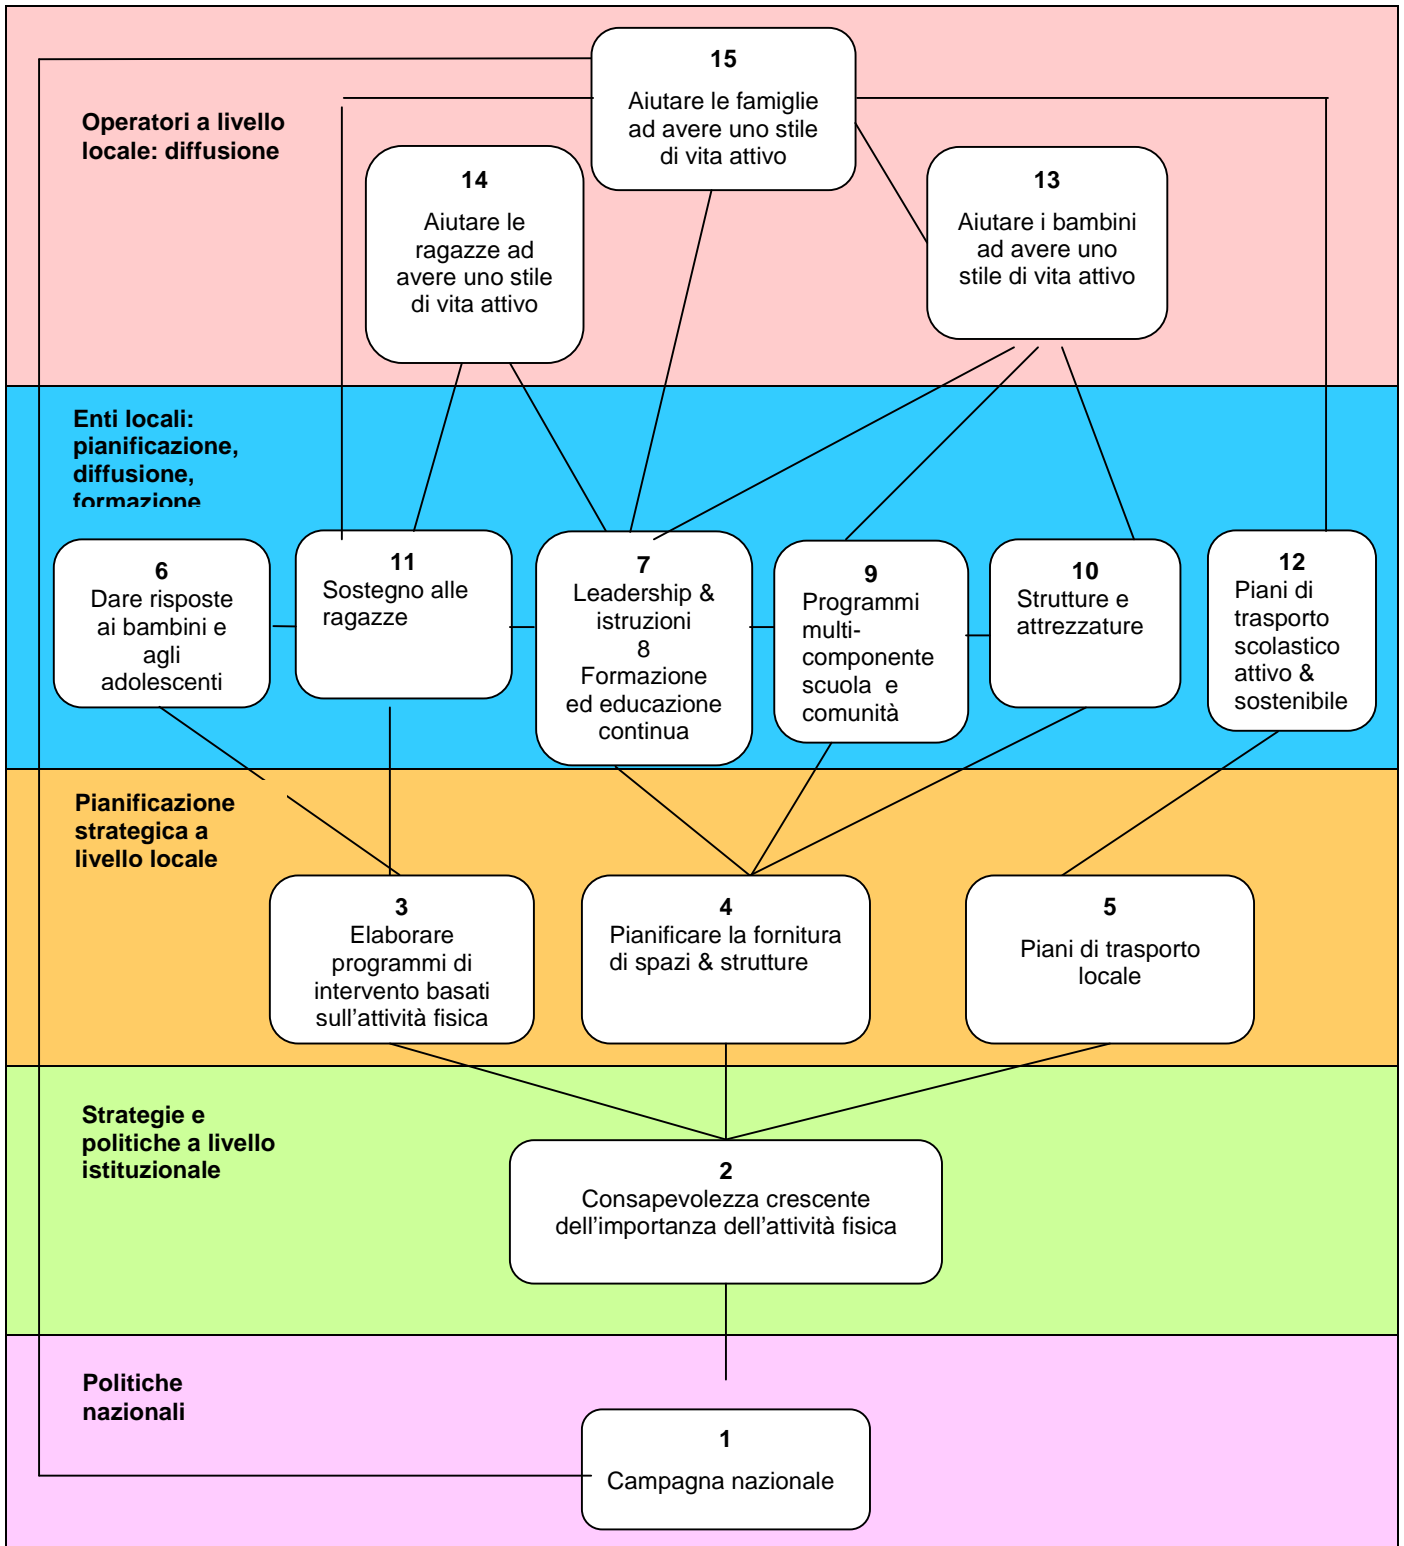 15
Aiutare le famiglie
ad avere uno stile
di vita attivo
Operatori a livello
locale: diffusione
14
Aiutare le
ragazze ad
avere uno stile
di vita attivo
13
Aiutare i bambini
ad avere uno
stile di vita attivo
Enti locali:
pianificazione,
diffusione,
formazione
6
Dare risposte
ai bambini e
agli
adolescenti
11
Sostegno alle
ragazze
7
Leadership &
istruzioni
8
Formazione
ed educazione
continua
9
Programmi
multi-
componente
scuola e
comunità
10
Strutture e
attrezzature
12
Piani di
trasporto
scolastico
attivo &
sostenibile
Pianificazione
strategica a
livello locale
3
Elaborare
programmi di
intervento basati
sull’attività fisica
4
Pianificare la fornitura
di spazi & strutture
5
Piani di trasporto
locale
Strategie e
politiche a livello
istituzionale
2
Consapevolezza crescente
dell’importanza dell’attività fisica
Politiche
nazionali
1
Campagna nazionale